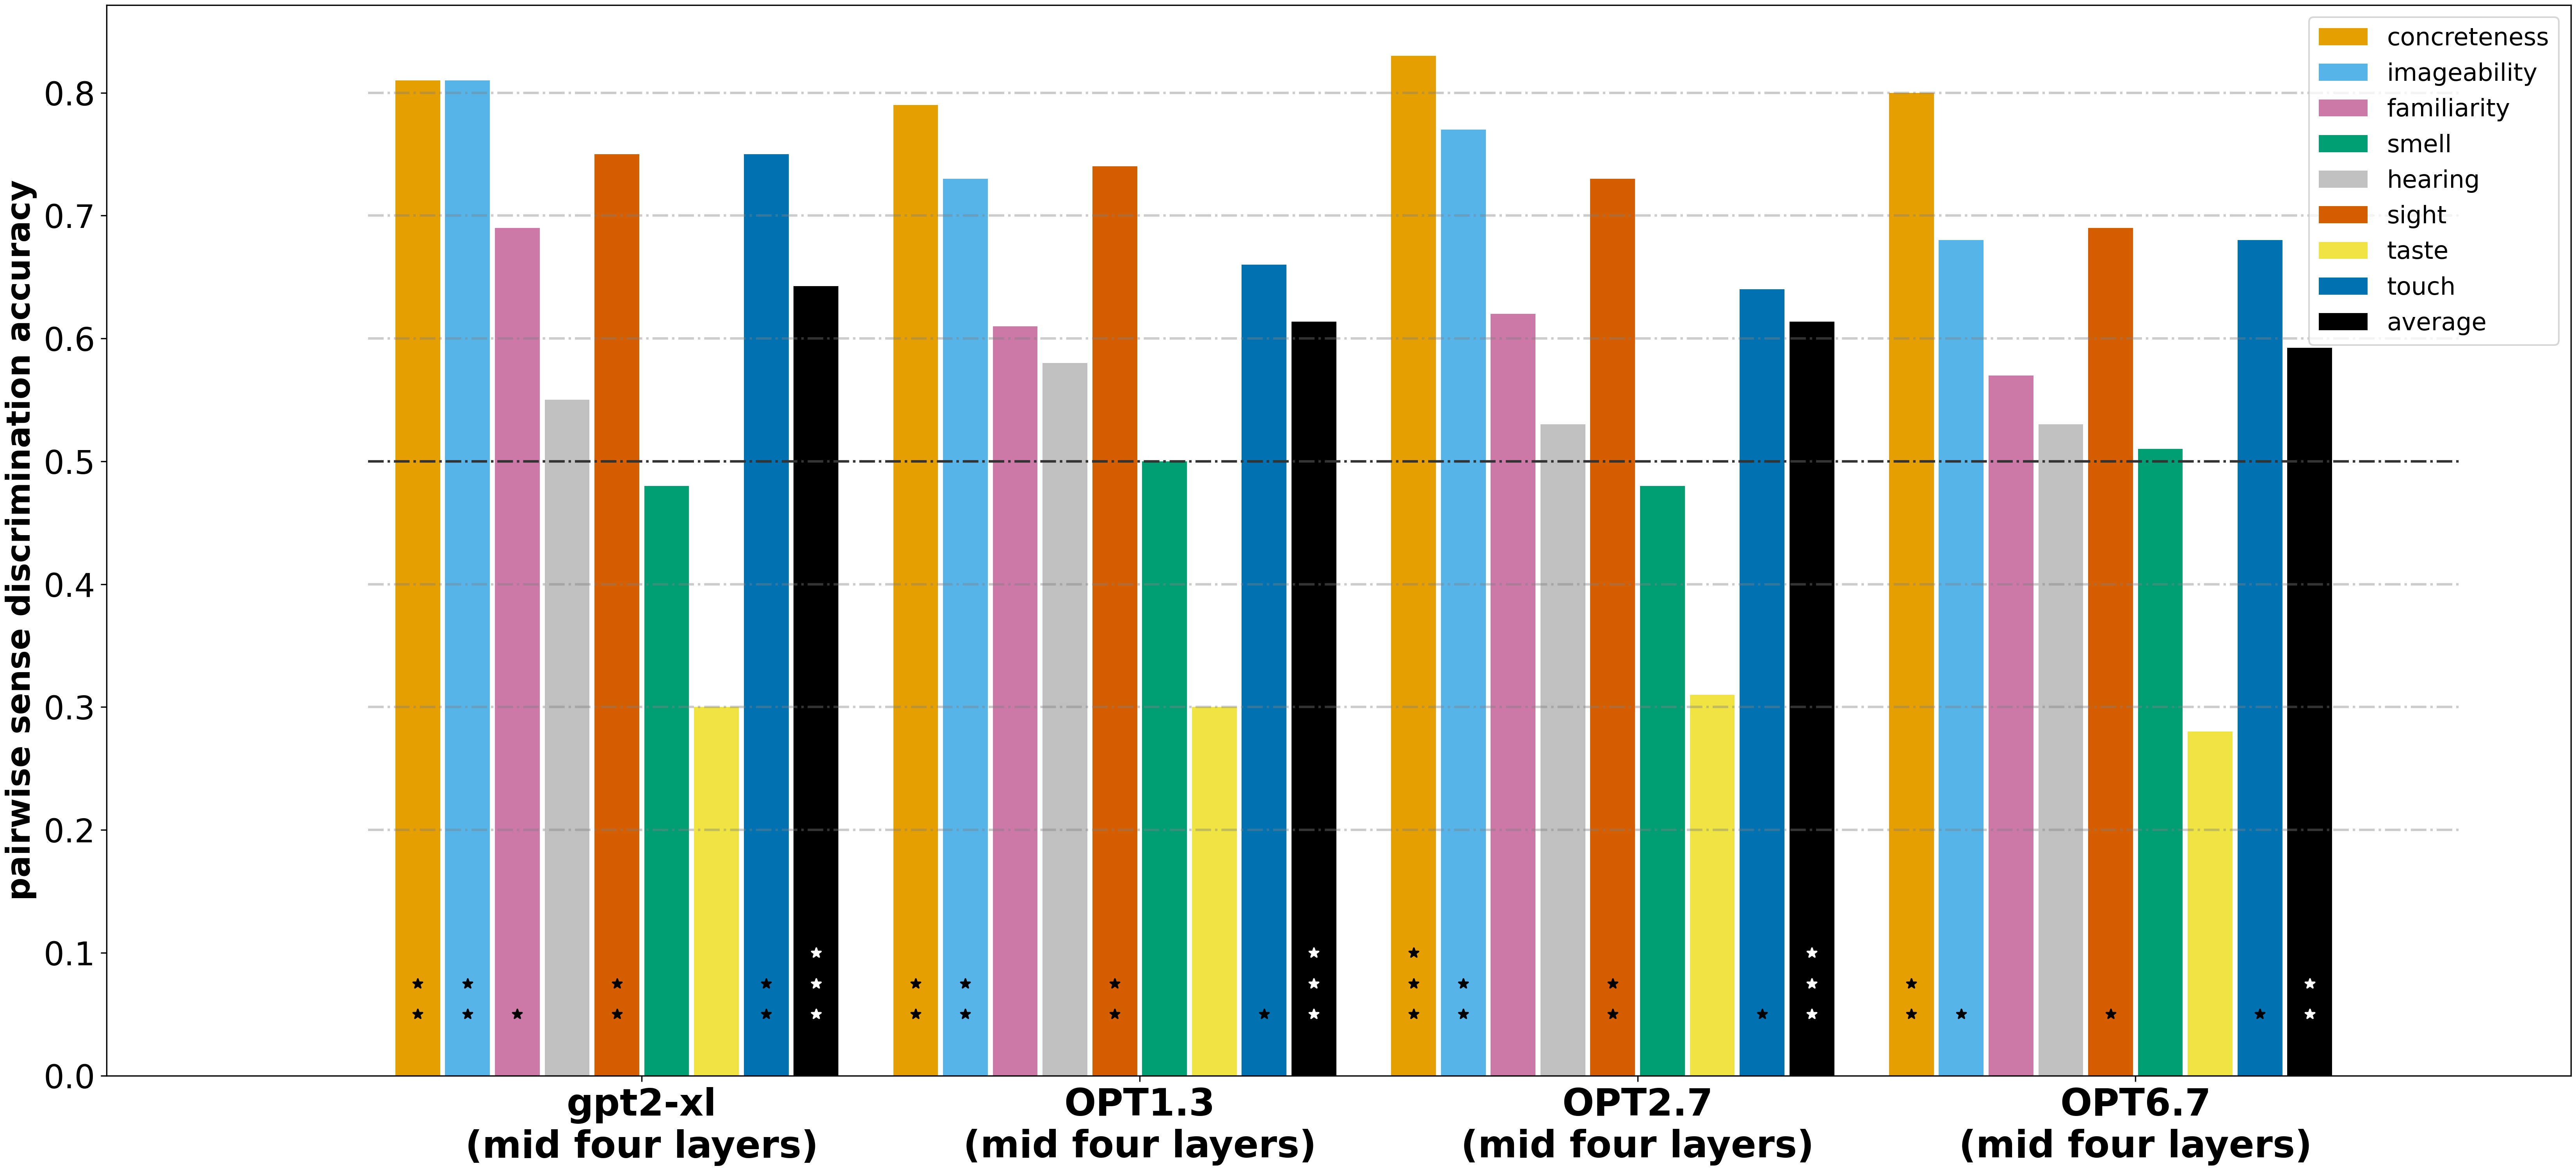 pairwise sense discrimination accuracy
0.8
0.7
0.6
0.5
0.4
0.3
0.2
0.1
0.0
concreteness
imageability
familiarity
smell
hearing
sight
taste
touch
average
gpt2-xl
(mid four layers)
OPT1.3
(mid four layers)
OPT2.7
(mid four layers)
OPT6.7
(mid four layers)